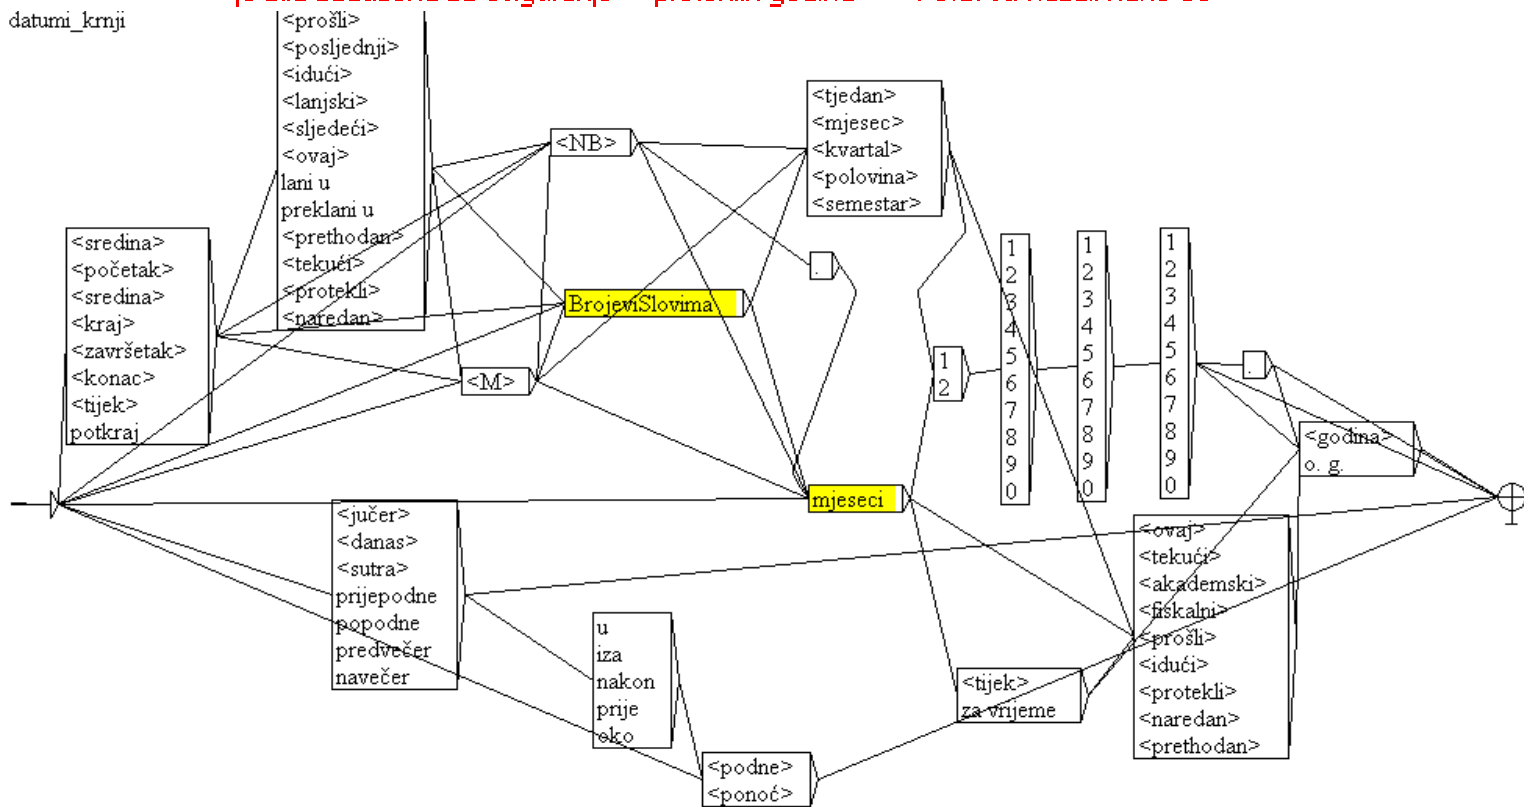 datumi_krnji
<prošli>
<posljednji>
<idući>
<lanjski>
<sljedeći>
<ovaj>
lani u
preklani u
<prethodan>
<tekući>
<protekli>
<naredan>
<sredina>
<početak>
<sredina>
<kraj>
<završetak>
<konac>
<tijek>
potkraj
<NB>
BrojeviSlovima
<M>
<tjedan>
<mjesec>
<kvartal>
<polovina>
<semestar>
.
mjeseci
1
2
1
2
3
4
5
6
7
8
9
0
1
2
3
4
5
6
7
8
9
0
1
2
3
4
5
6
7
8
9
0
.
<godina>
o. g.
<jučer>
<danas>
<sutra>
prijepodne
popodne
predvečer
navečer
u
iza
nakon
prije
oko
<podne>
<ponoć>
<tijek>
za vrijeme
<ovaj>
<tekući>
<akademski>
<fiskalni>
<prošli>
<idući>
<protekli>
<naredan>
<prethodan>